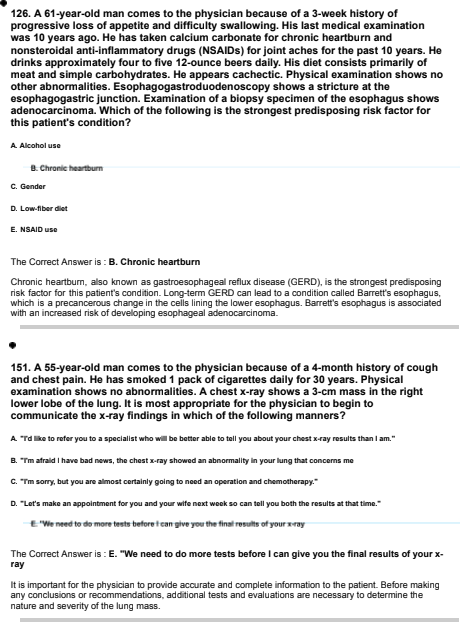 126. A 61-year-old man comes to the physician because of a 3-week history of
progressive loss of appetite and difficulty swallowing. His last medical examination
was 10 years ago. He has taken calcium carbonate for chronic heartburn and
nonsteroidal anti-inflammatory drugs (NSAIDs) for joint aches for the past 10 years. He
drinks approximately four to five 12-ounce beers daily. His diet consists primarily of
meat and simple carbohydrates. He appears cachectic. Physical examination shows no
other abnormalities. Esophagogastroduodenoscopy shows a stricture at the
esophagogastric junction. Examination of a biopsy specimen of the esophagus shows
adenocarcinoma. Which of the following is the strongest predisposing risk factor for
this patient's condition?
A. Alcohol use
B. Chronic heartburn
C. Gender
D. Low-fiber diet
E. NSAID use
The Correct Answer is : B. Chronic heartburn
Chronic heartburn, also known as gastroesophageal reflux disease (GERD), is the strongest predisposing
risk factor for this patient's condition. Long-term GERD can lead to a condition called Barrett's esophagus,
which is a precancerous change in the cells lining the lower esophagus. Barrett's esophagus is associated
with an increased risk of developing esophageal adenocarcinoma.
151. A 55-year-old man comes to the physician because of a 4-month history of cough
and chest pain. He has smoked 1 pack of cigarettes daily for 30 years. Physical
examination shows no abnormalities. A chest x-ray shows a 3-cm mass in the right
lower lobe of the lung. It is most appropriate for the physician to begin to
communicate the x-ray findings in which of the following manners?
A. "I'd like to refer you to a specialist who will be better able to tell you about your chest x-ray results than I am."
B. "I'm afraid I have bad news, the chest x-ray showed an abnormality in your lung that concerns me
C. "I'm sorry, but you are almost certainly going to need an operation and chemotherapy."
D. "Let's make an appointment for you and your wife next week so can tell you both the results at that time."
E. "We need to do more tests before I can give you the final results of your x-ray
The Correct Answer is : E. "We need to do more tests before I can give you the final results of your x-
ray
It is important for the physician to provide accurate and complete information to the patient. Before making
any conclusions or recommendations, additional tests and evaluations are necessary to determine the
nature and severity of the lung mass.